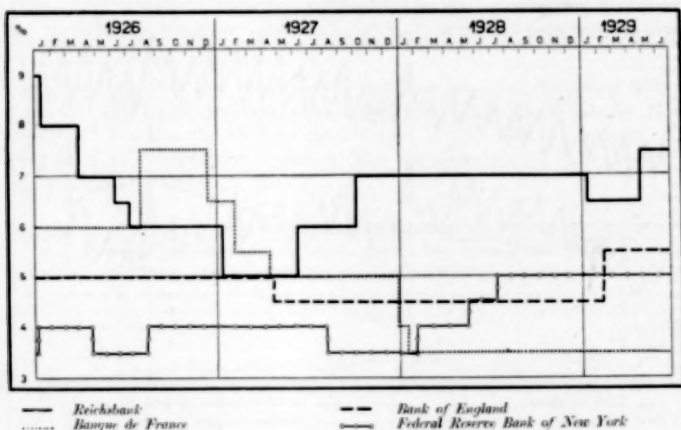 1926 1927 1928 1929
% J F M A M J J A S O N D J F M A M J J A S O N D J F M A M J J A S O N D J F M A M J
9
8
7
6
5
4
3
Reichsbank Bank of England
Banque de France Federal Reserve Bank of New York